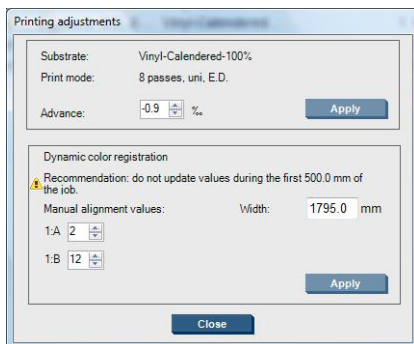 Printing adjustments
Vinyl-Calendered
Substrate: Vinyl-Calendered-100%
Print mode: 8 passes, uni, E.D.
Advance: -0.9 ‰ Apply
Dynamic color registration
Recommendation: do not update values during the first 500.0 mm of
the job.
Manual alignment values: Width: 1795.0 mm
1:A 2
1:B 12
Apply
Close